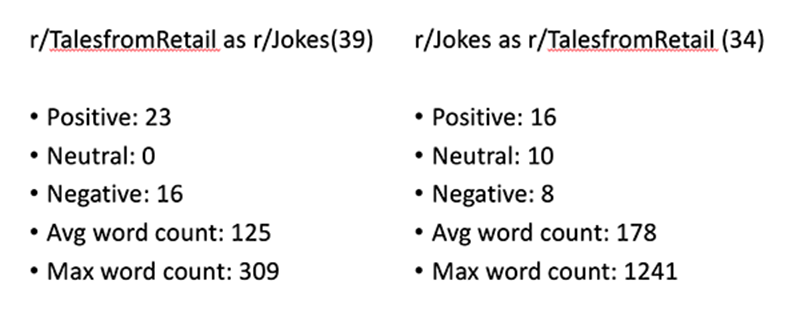 r/TalesfromRetail as r/Jokes(39)
• Positive: 23
• Neutral: 0
• Negative: 16
• Avg word count: 125
• Max word count: 309
r/Jokes as r/TalesfromRetail (34)
• Positive: 16
• Neutral: 10
• Negative: 8
• Avg word count: 178
• Max word count: 1241